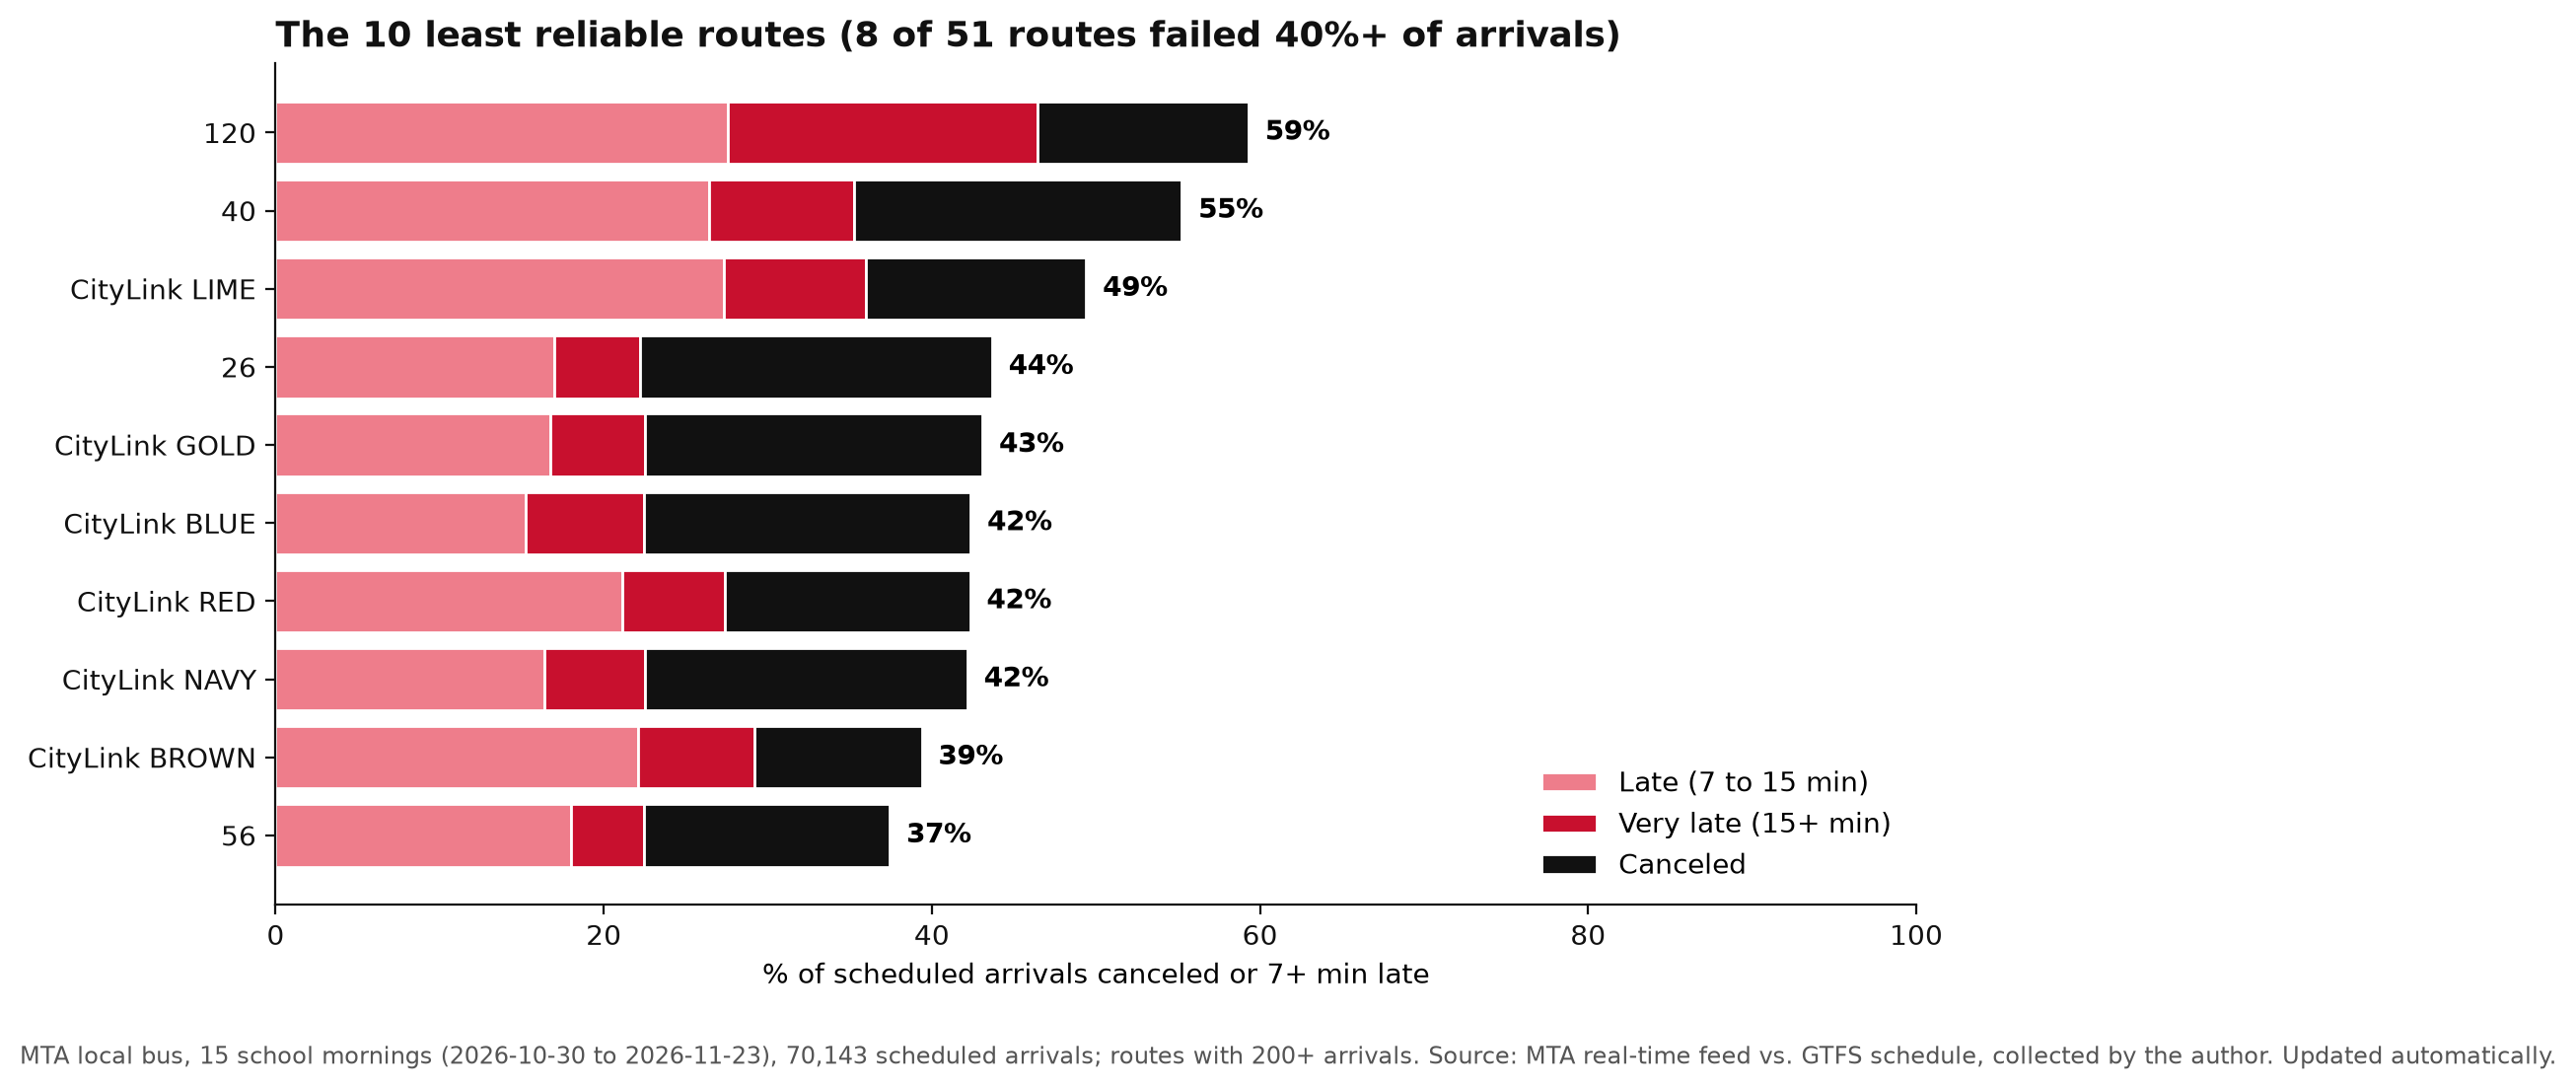 The 10 least reliable routes (8 of 51 routes failed 40%+ of arrivals)
120 59%
40 55%
CityLink LIME 49%
26 44%
CityLink GOLD 43%
CityLink BLUE 42%
CityLink RED 42%
CityLink NAVY 42%
CityLink BROWN 39%
56 37%
Late (7 to 15 min)
Very late (15+ min)
Canceled
0 20 40 60 80 100
% of scheduled arrivals canceled or 7+ min late
MTA local bus, 15 school mornings (2026-10-30 to 2026-11-23), 70,143 scheduled arrivals; routes with 200+ arrivals. Source: MTA real-time feed vs. GTFS schedule, collected by the author. Updated automatically.